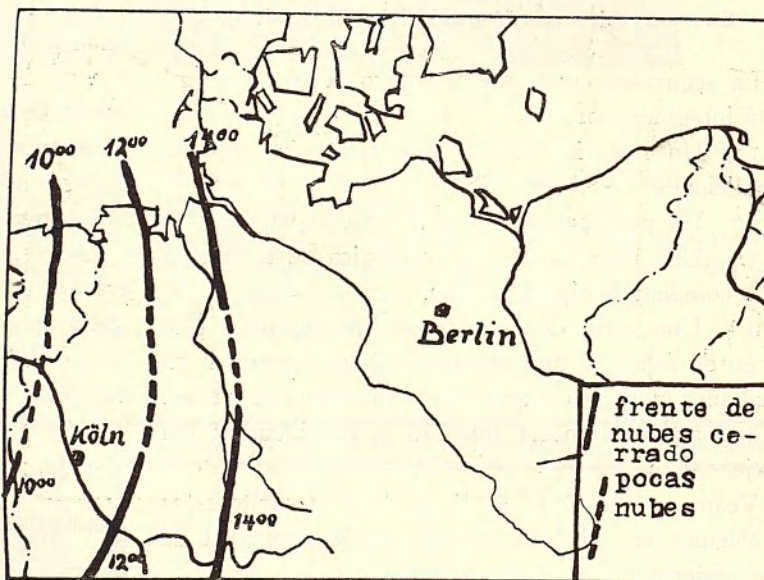 10⁰⁰
12⁰⁰
14⁰⁰
Berlin
Köln
10⁰⁰
12⁰⁰
14⁰⁰
frente de
nubes ce-
rrado
pocas
nubes